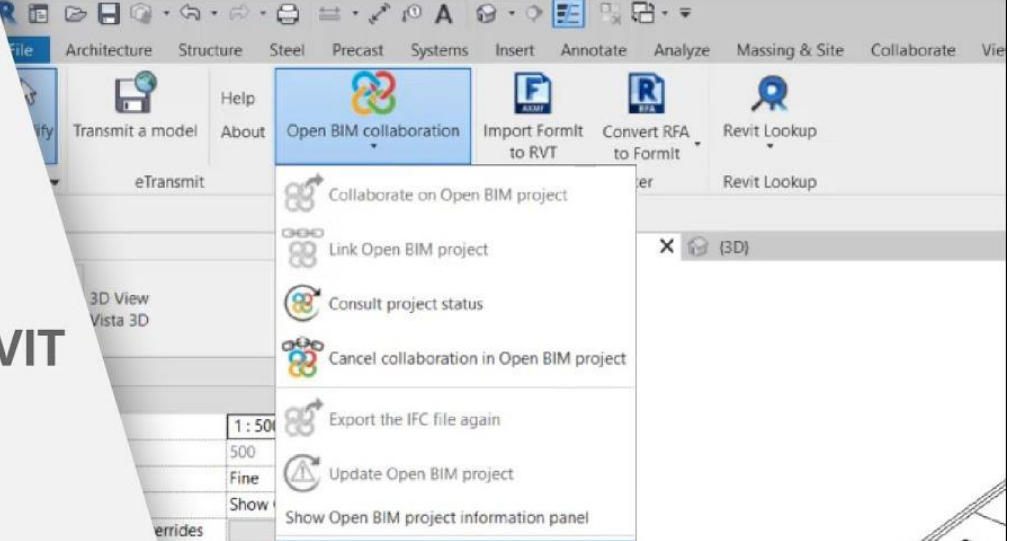 File Architecture Structure Steel Precast Systems Insert Annotate Analyze Massing & Site Collaborate
Help
Transmit a model About Open BIM collaboration Import FormIt Convert RFA Revit Lookup
to RVT to FormIt
AXMF
RFA
eTransmit Revit Lookup
Collaborate on Open BIM project
Link Open BIM project
{3D}
3D View
Vista 3D
Consult project status
Cancel collaboration in Open BIM project
Export the IFC file again
1 : 500
500
Update Open BIM project
Fine
Show
Show Open BIM project information panel